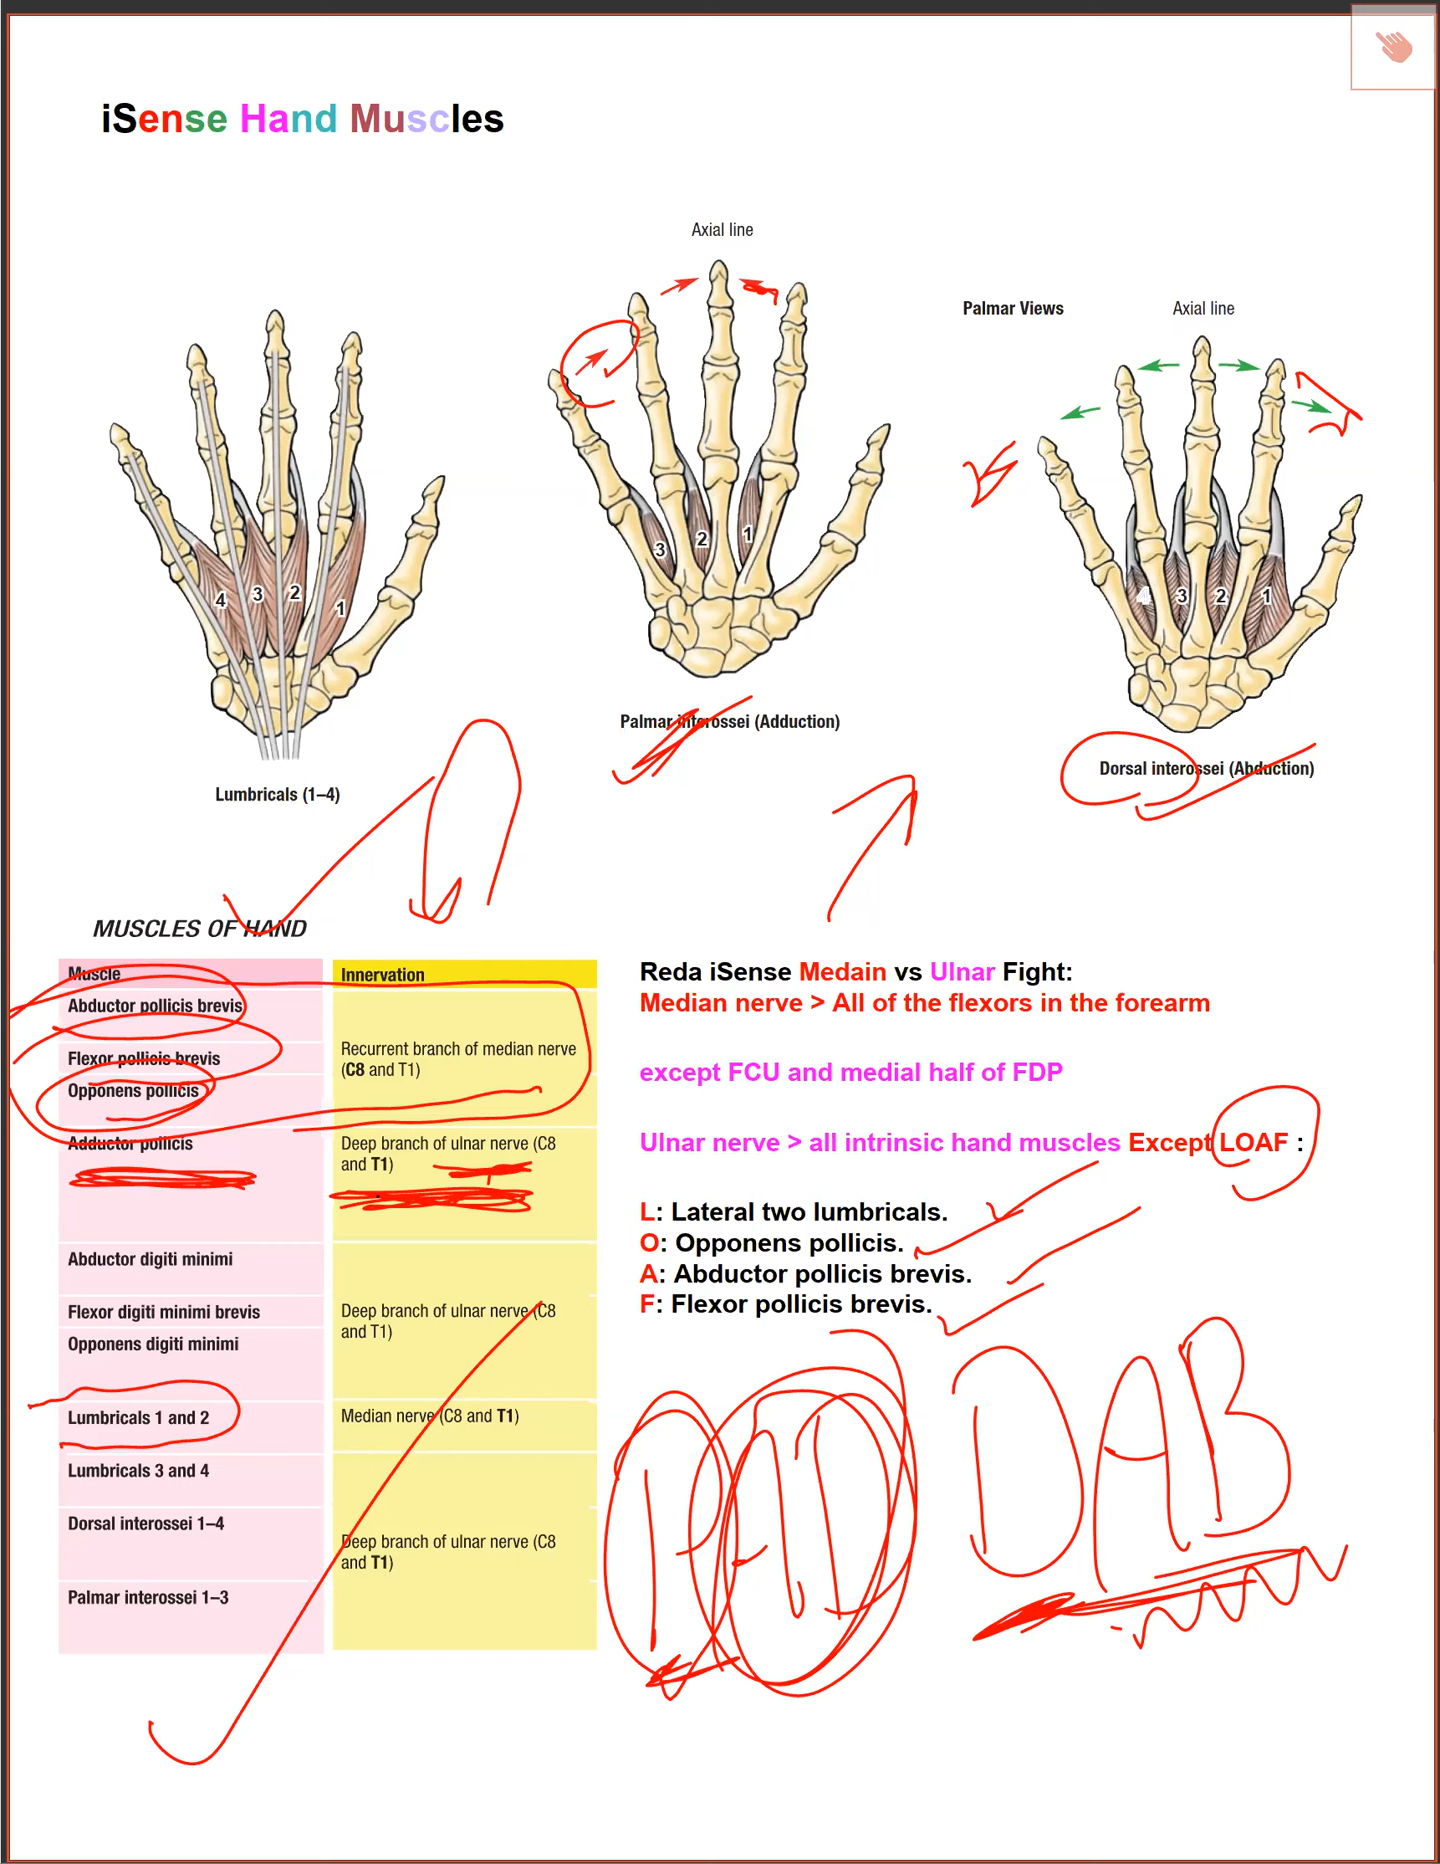 iSense Hand Muscles
Axial line
Palmar Views
Axial line
4
3
2
1
3
2
1
4
3
2
1
Lumbricals (1–4)
Palmar interossei (Adduction)
Dorsal interossei (Abduction)
MUSCLES OF HAND
Muscle
Innervation
Abductor pollicis brevis
Flexor pollicis brevis
Opponens pollicis
Recurrent branch of median nerve
(C8 and T1)
Adductor pollicis
Deep branch of ulnar nerve (C8
and T1)
Abductor digiti minimi
Flexor digiti minimi brevis
Opponens digiti minimi
Deep branch of ulnar nerve (C8
and T1)
Lumbricals 1 and 2
Median nerve (C8 and T1)
Lumbricals 3 and 4
Dorsal interossei 1–4
Palmar interossei 1–3
Deep branch of ulnar nerve (C8
and T1)
Reda iSense Medain vs Ulnar Fight:
Median nerve > All of the flexors in the forearm
except FCU and medial half of FDP
Ulnar nerve > all intrinsic hand muscles Except LOAF :
L: Lateral two lumbricals.
O: Opponens pollicis.
A: Abductor pollicis brevis.
F: Flexor pollicis brevis.
PAD
DAB